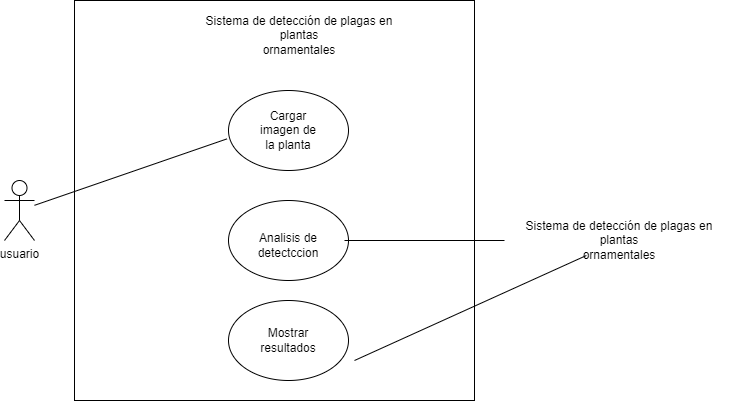 Sistema de detección de plagas en
plantas
ornamentales
Cargar
imagen de
la planta
usuario
Analisis de
detectccion
Sistema de detección de plagas en
plantas
ornamentales
Mostrar
resultados